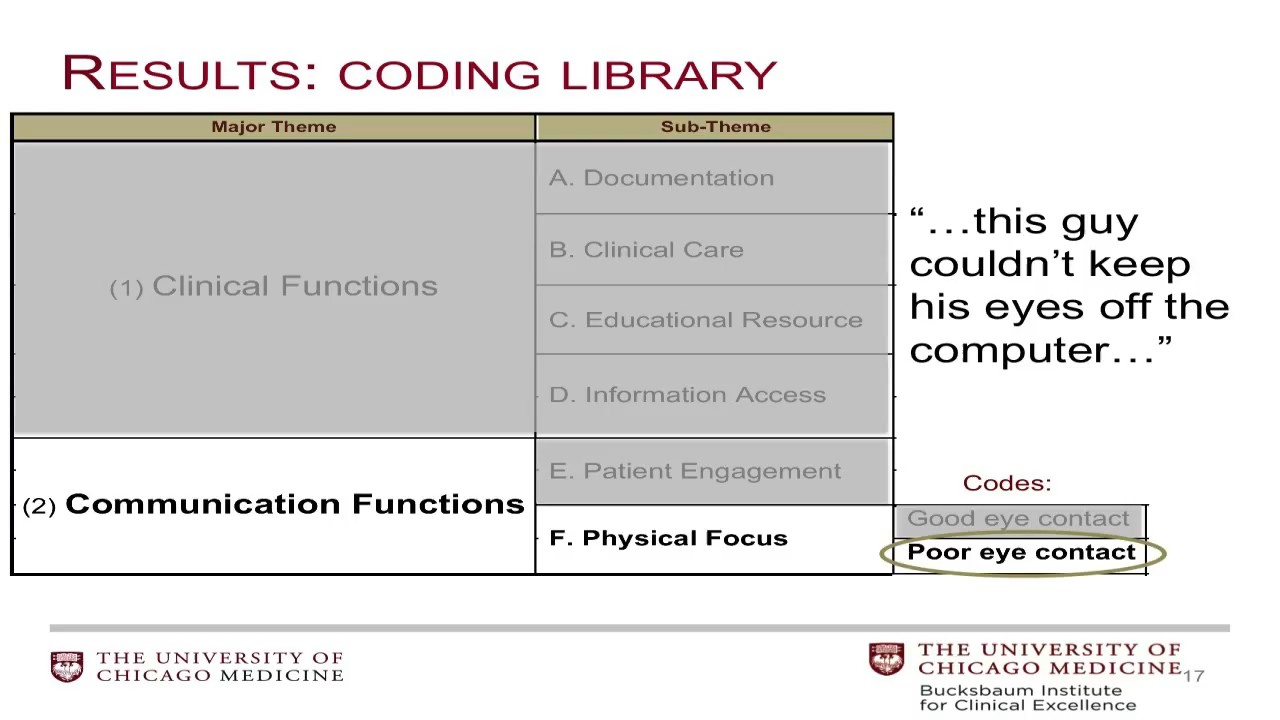 RESULTS: CODING LIBRARY
Major Theme
Sub-Theme
(1) Clinical Functions
A. Documentation
B. Clinical Care
C. Educational Resource
D. Information Access
(2) Communication Functions
E. Patient Engagement
F. Physical Focus
“…this guy
couldn’t keep
his eyes off the
computer…”
Codes:
Good eye contact
Poor eye contact
THE UNIVERSITY OF
CHICAGO MEDICINE
THE UNIVERSITY OF
CHICAGO MEDICINE
Bucksbaum Institute
for Clinical Excellence
17